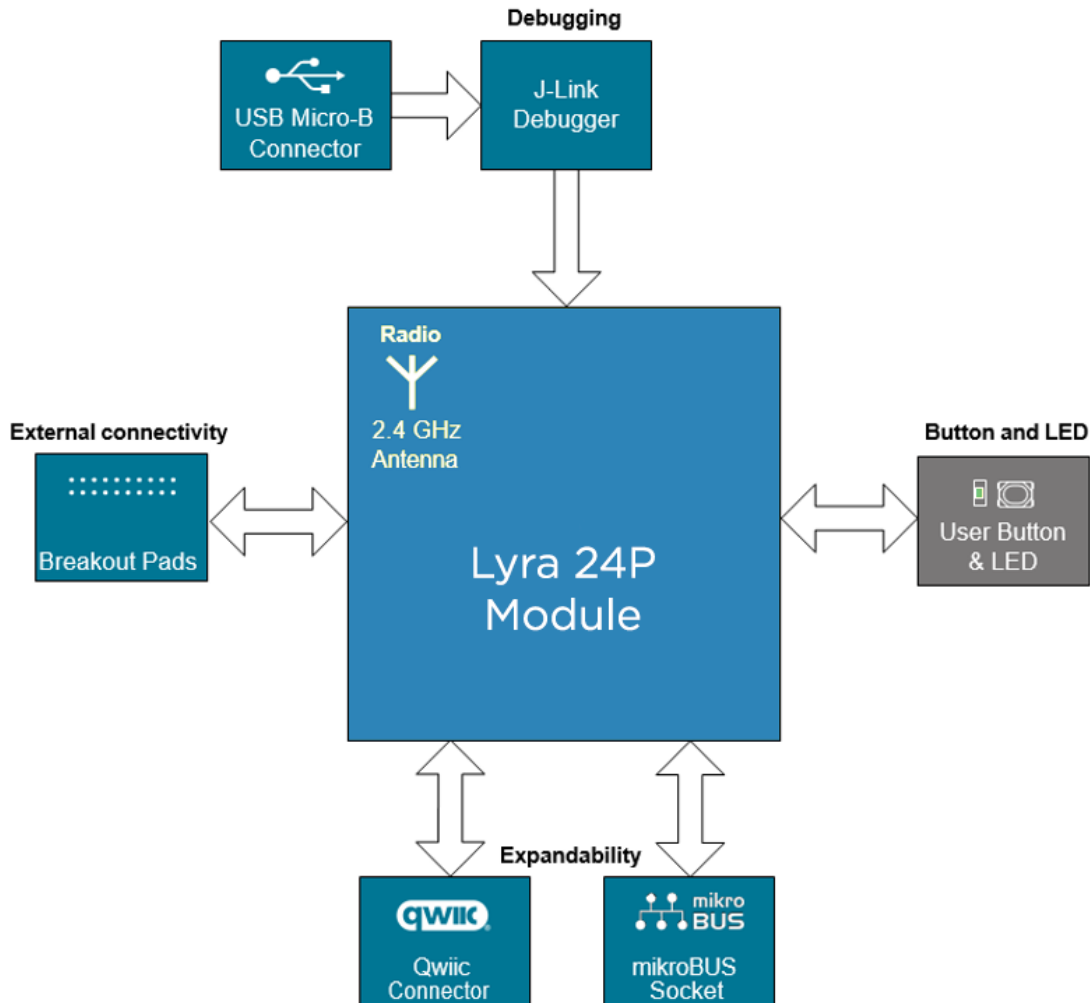 Debugging
USB Micro-B
Connector
J-Link
Debugger
Radio
2.4 GHz
Antenna
External connectivity
Breakout Pads
Button and LED
User Button
& LED
Lyra 24P
Module
Expandability
qwiic
Qwiic
Connector
mikro
BUS
mikroBUS
Socket